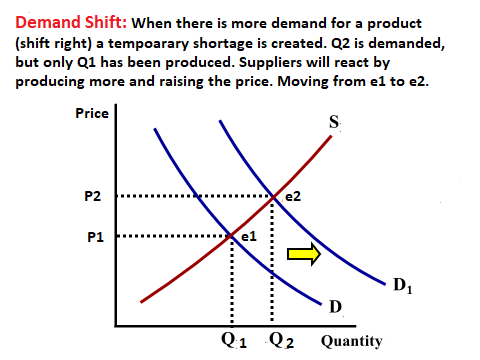 Demand Shift: When there is more demand for a product
(shift right) a tempoarary shortage is created. Q2 is demanded,
but only Q1 has been produced. Suppliers will react by
producing more and raising the price. Moving from e1 to e2.
Price
S
P2
e2
P1
e1
D1
D
Q1 Q2 Quantity